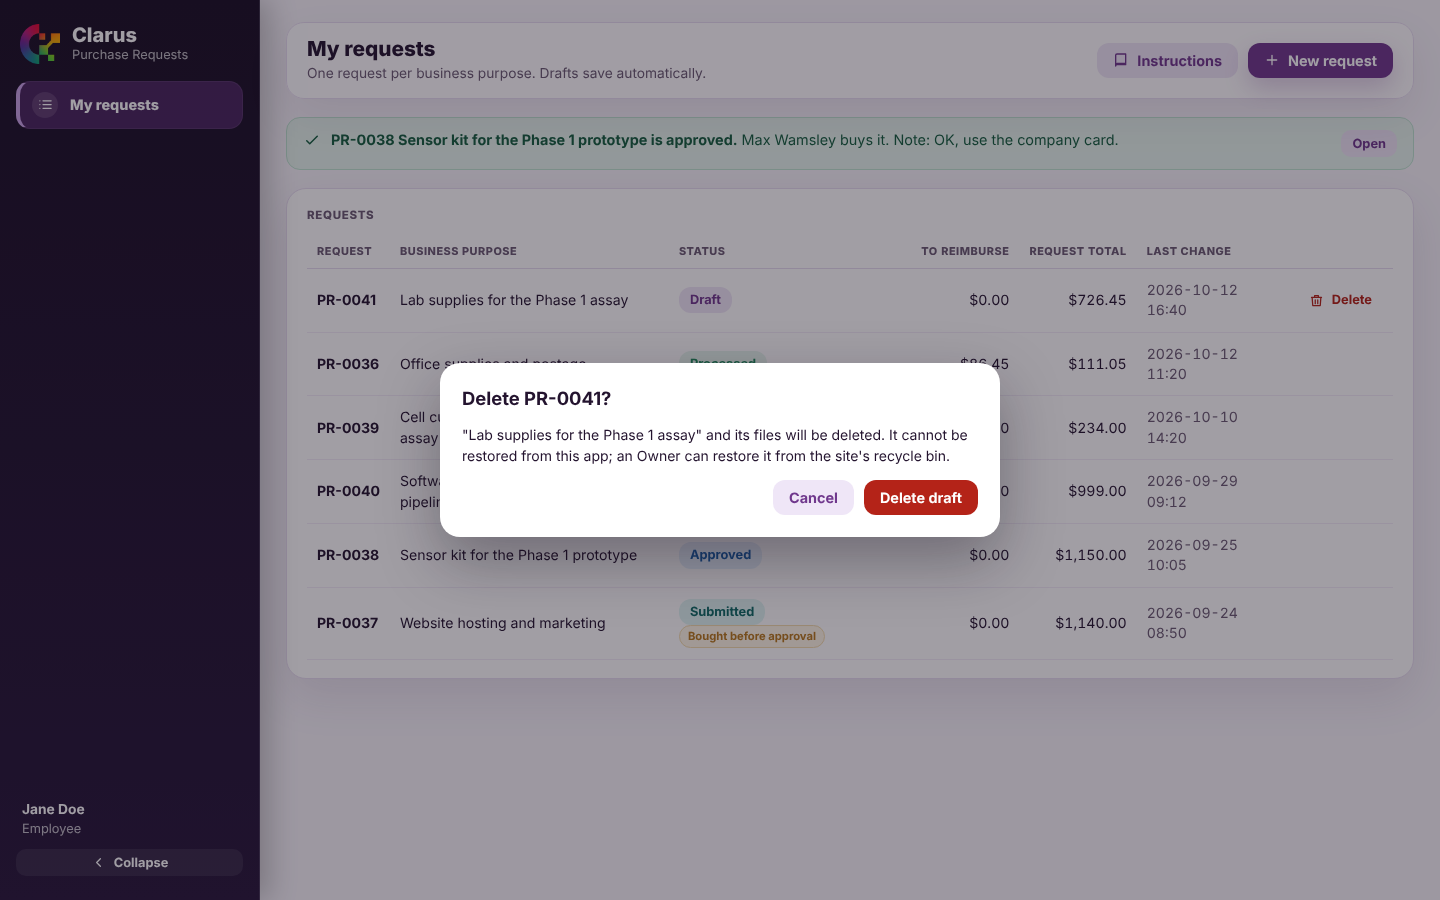 Clarus
Purchase Requests
My requests
Jane Doe
Employee
Collapse
My requests
One request per business purpose. Drafts save automatically.
Instructions
New request
PR-0038 Sensor kit for the Phase 1 prototype is approved. Max Wamsley buys it. Note: OK, use the company card.
Open
REQUESTS
REQUEST BUSINESS PURPOSE STATUS TO REIMBURSE REQUEST TOTAL LAST CHANGE
PR-0041 Lab supplies for the Phase 1 assay Draft $0.00 $726.45 2026-10-12
16:40
Delete
PR-0036 Office supplies and postage Processed $86.45 $111.05 2026-10-12
11:20
PR-0039 Cell $234.00 2026-10-10
assay 14:20
PR-0040 $999.00 2026-09-29
09:12
PR-0038 Sensor kit for the Phase 1 prototype Approved $0.00 $1,150.00 2026-09-25
10:05
PR-0037 Website hosting and marketing Submitted $0.00 $1,140.00 2026-09-24
Bought before approval 08:50
Delete PR-0041?
"Lab supplies for the Phase 1 assay" and its files will be deleted. It cannot be
restored from this app; an Owner can restore it from the site's recycle bin.
Cancel
Delete draft